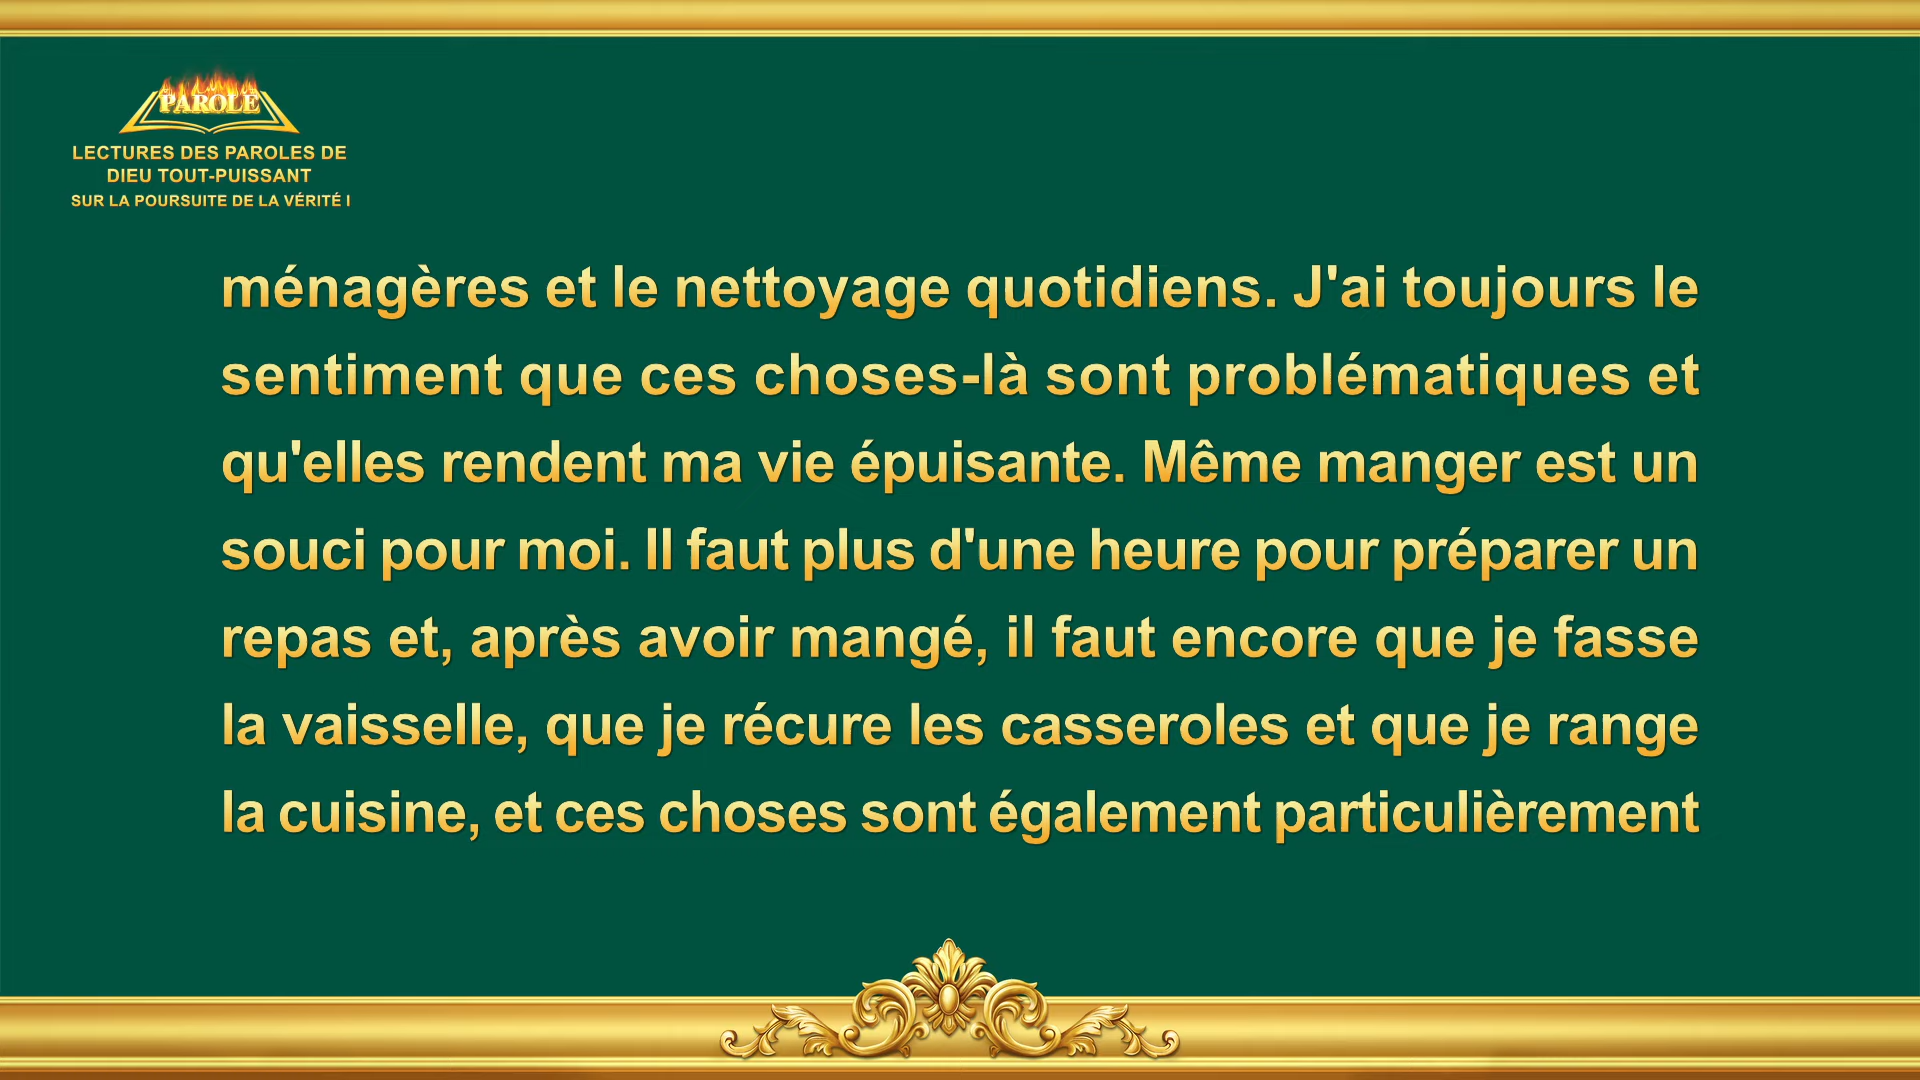 PAROLE
LECTURES DES PAROLES DE
DIEU TOUT-PUISSANT
SUR LA POURSUITE DE LA VÉRITÉ I
ménagères et le nettoyage quotidiens. J'ai toujours le
sentiment que ces choses-là sont problématiques et
qu'elles rendent ma vie épuisante. Même manger est un
souci pour moi. Il faut plus d'une heure pour préparer un
repas et, après avoir mangé, il faut encore que je fasse
la vaisselle, que je récure les casseroles et que je range
la cuisine, et ces choses sont également particulièrement